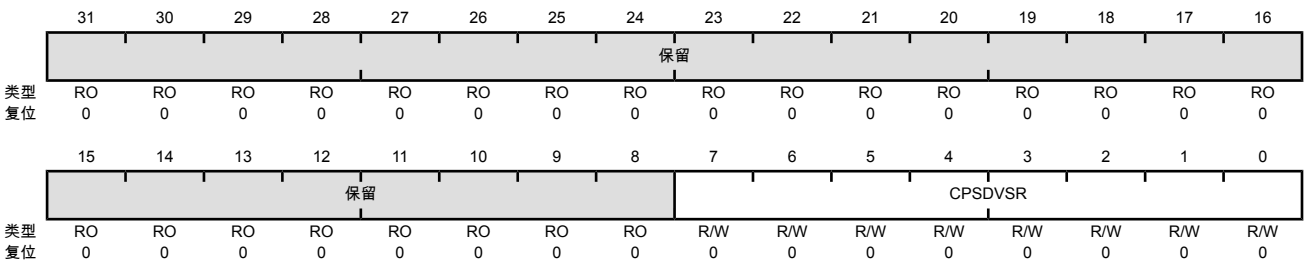 31 30 29 28 27 26 25 24 23 22 21 20 19 18 17 16
保留
类型 RO RO RO RO RO RO RO RO RO RO RO RO RO RO RO RO
复位 0 0 0 0 0 0 0 0 0 0 0 0 0 0 0 0
15 14 13 12 11 10 9 8 7 6 5 4 3 2 1 0
保留 CPSDVSR
类型 RO RO RO RO RO RO RO RO R/W R/W R/W R/W R/W R/W R/W R/W
复位 0 0 0 0 0 0 0 0 0 0 0 0 0 0 0 0